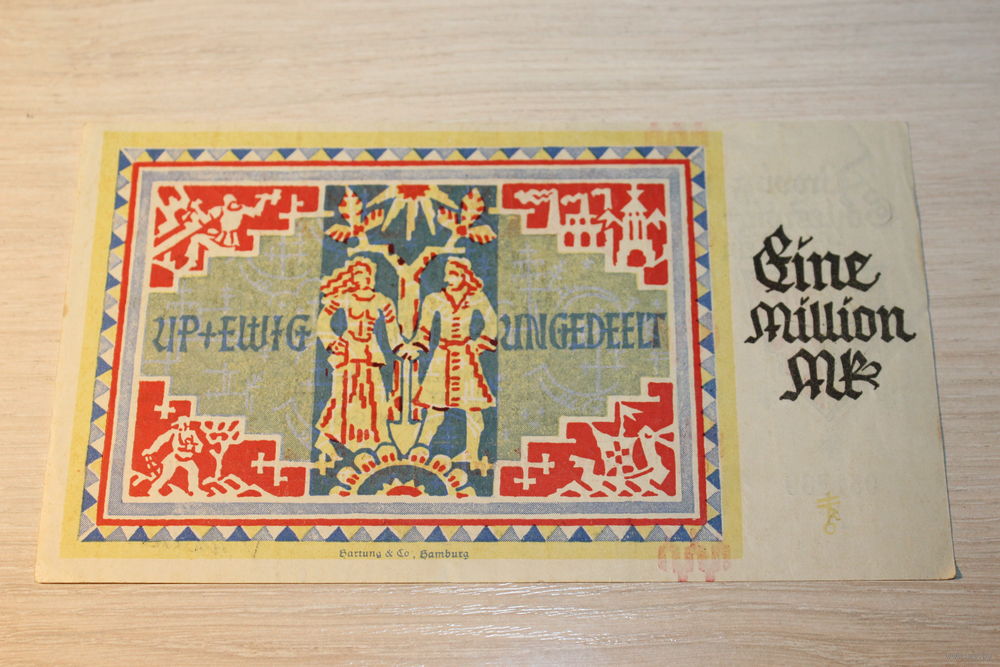 UP+EWIG UNGEDEELT
Eine
Million
Mk
Hartung & Co, Hamburg